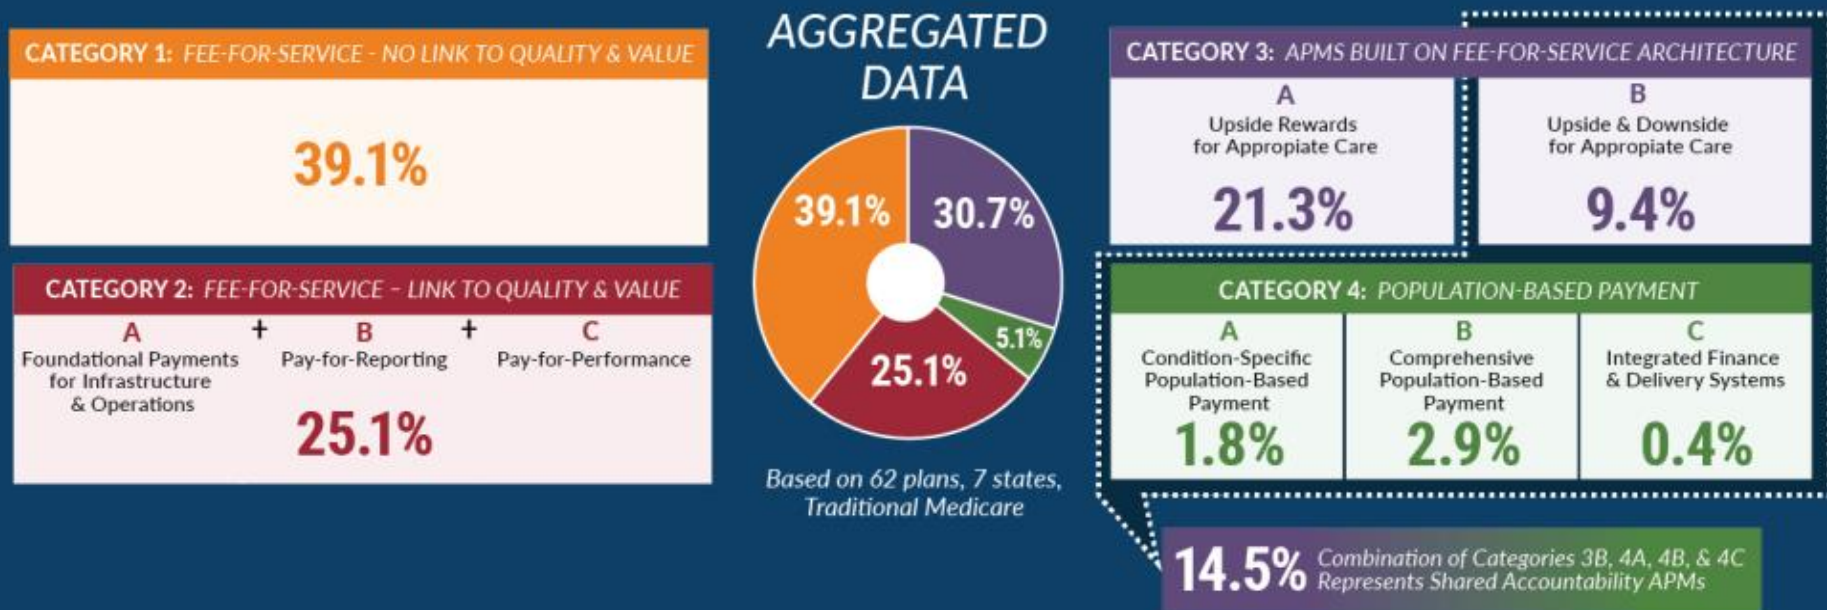 CATEGORY 1: FEE-FOR-SERVICE - NO LINK TO QUALITY & VALUE
39.1%
CATEGORY 2: FEE-FOR-SERVICE – LINK TO QUALITY & VALUE
A + B + C
Foundational Payments
for Infrastructure
& Operations
Pay-for-Reporting
Pay-for-Performance
25.1%
AGGREGATED
DATA
39.1%
30.7%
5.1%
25.1%
Based on 62 plans, 7 states,
Traditional Medicare
CATEGORY 3: APMS BUILT ON FEE-FOR-SERVICE ARCHITECTURE
A
Upside Rewards
for Appropiate Care
21.3%
B
Upside & Downside
for Appropiate Care
9.4%
CATEGORY 4: POPULATION-BASED PAYMENT
A
Condition-Specific
Population-Based
Payment
1.8%
B
Comprehensive
Population-Based
Payment
2.9%
C
Integrated Finance
& Delivery Systems
0.4%
14.5%
Combination of Categories 3B, 4A, 4B, & 4C
Represents Shared Accountability APMs